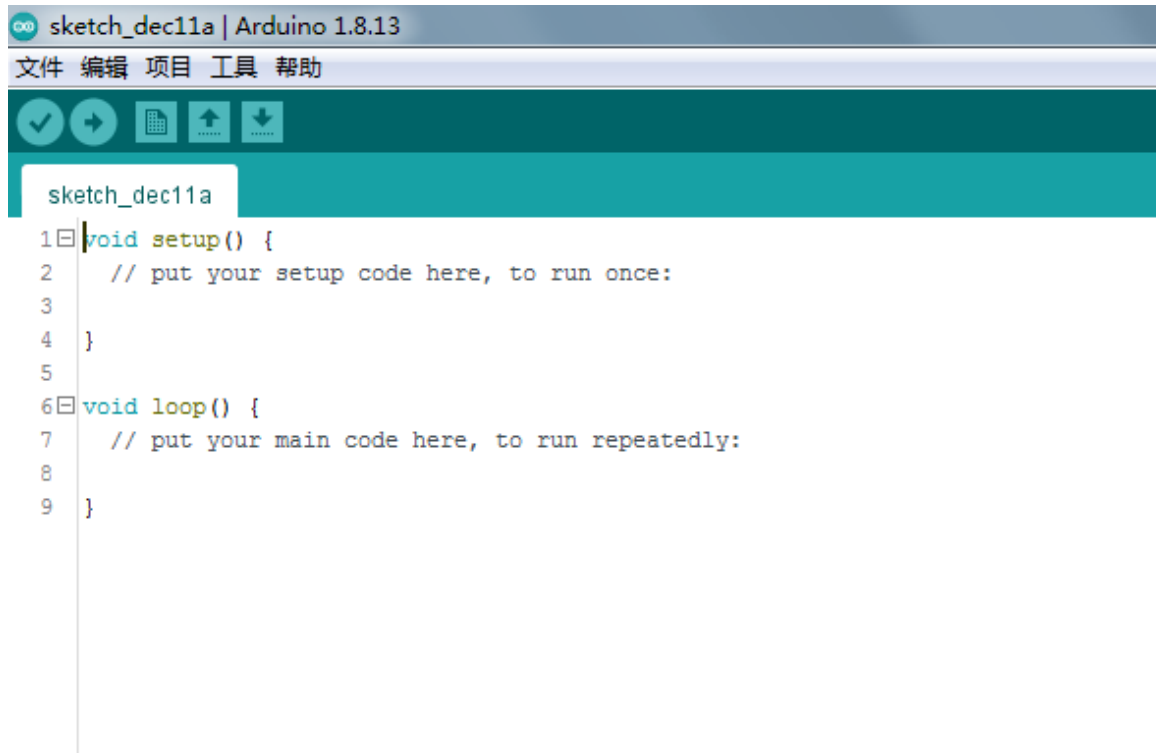 sketch_dec11a | Arduino 1.8.13
文件 编辑 项目 工具 帮助
sketch_dec11a
1 void setup() {
2   // put your setup code here, to run once:
3
4 }
5
6 void loop() {
7   // put your main code here, to run repeatedly:
8
9 }